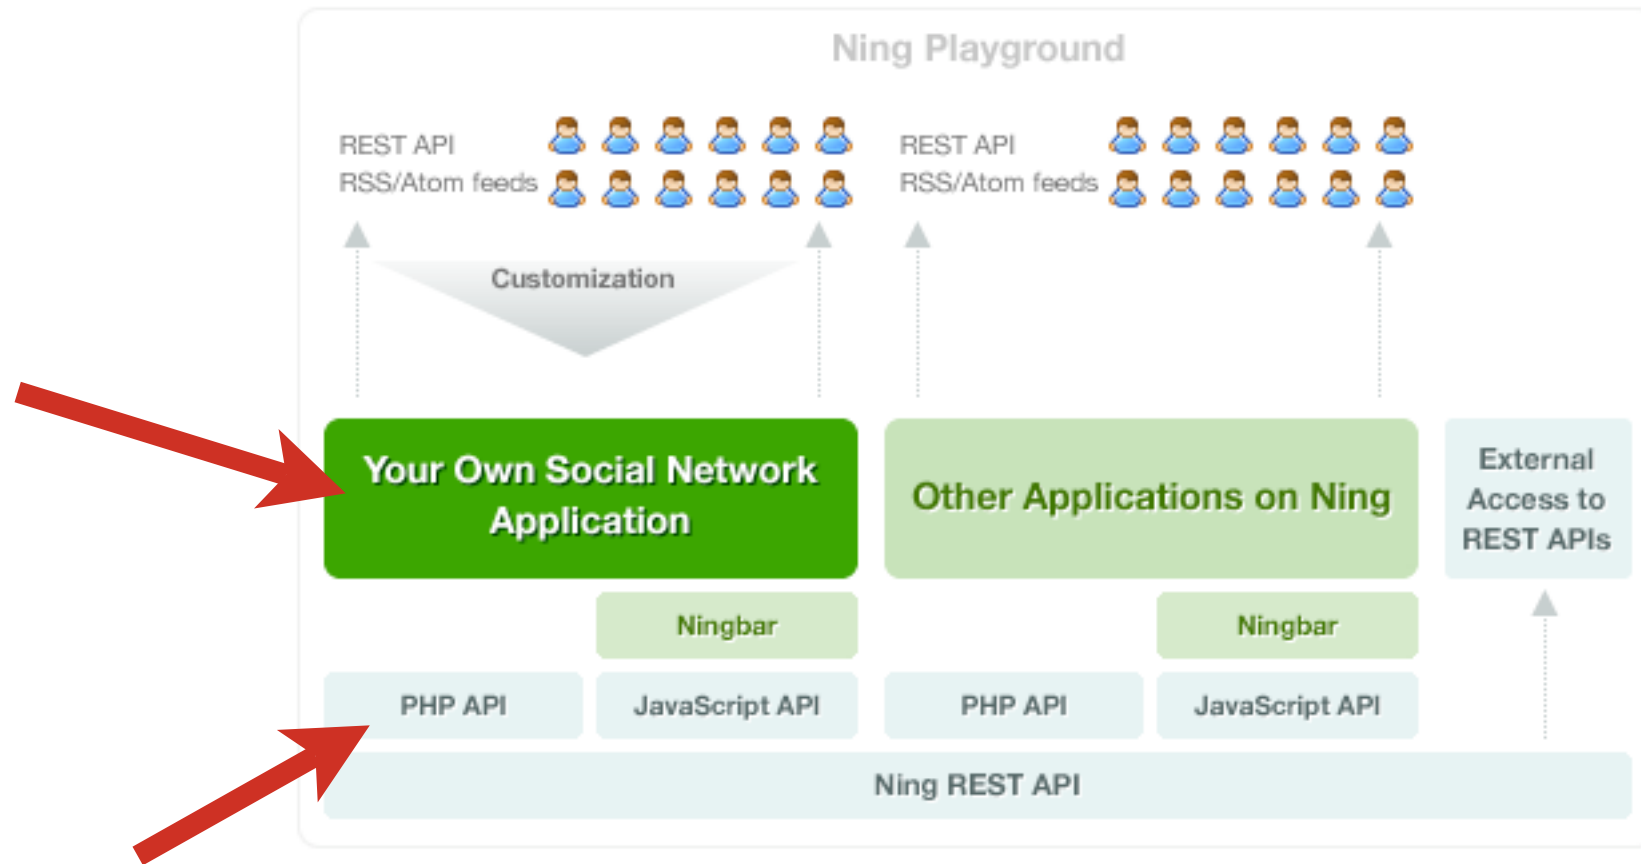 Ning Playground
REST API
RSS/Atom feeds
REST API
RSS/Atom feeds
Customization
Your Own Social Network
Application
Other Applications on Ning
External
Access to
REST APIs
Ningbar
Ningbar
PHP API
JavaScript API
PHP API
JavaScript API
Ning REST API